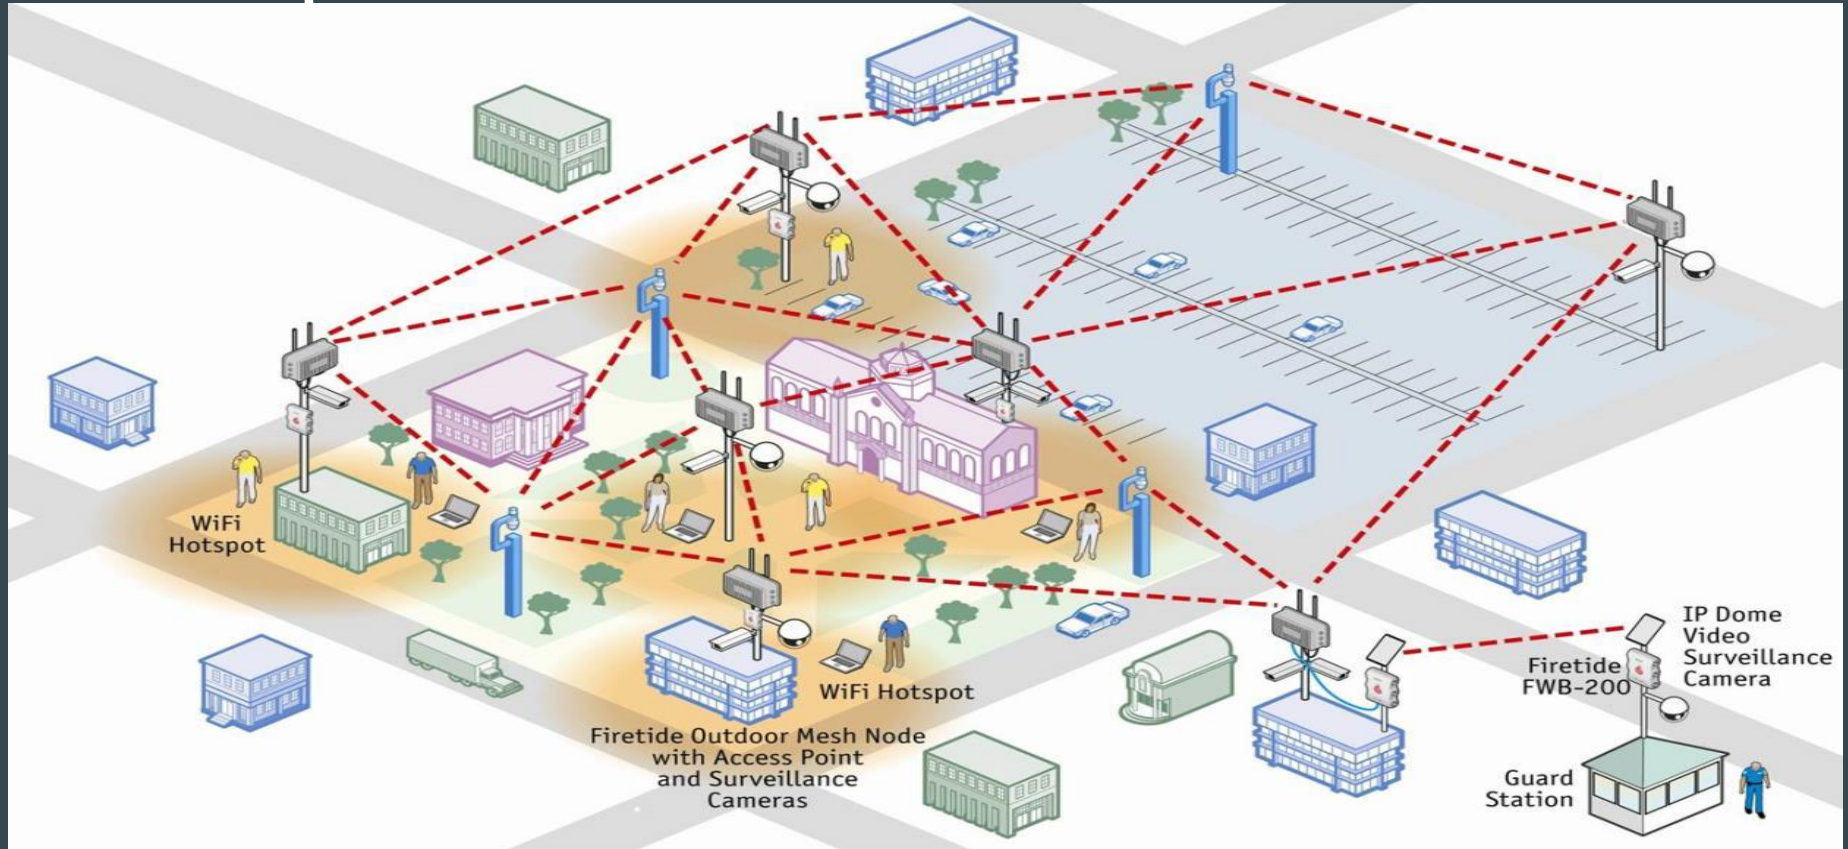 WiFi
Hotspot
WiFi Hotspot
Firetide Outdoor Mesh Node
with Access Point
and Surveillance
Cameras
IP Dome
Video
Surveillance
Camera
Firetide
FWB-200
Guard
Station